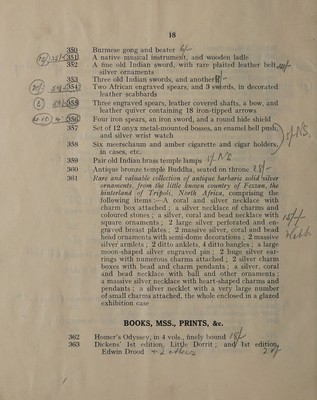 18
350 Burmese gong and beater 6/-
351 A native musical instrument, and wooden ladle
352 A fine old Indian sword, with rare plaited leather belt,
silver ornaments
353 Three old Indian swords, and another
354 Two African engraved spears, and 3 swords, in decorated
leather scabbards
355 Three engraved spears, leather covered shafts, a bow, and
leather quiver containing 18 iron-tipped arrows
356 Four iron spears, an iron sword, and a round hide shield
357 Set of 12 onyx metal-mounted bosses, an enamel bell push,
and silver wrist watch
358 Six meerschaum and amber cigarette and cigar holders,
in cases, etc.
359 Pair old Indian brass temple lamps
360 Antique bronze temple Buddha, seated on throne
361 Rare and valuable collection of antique barbaric solid silver
ornaments, from the little known country of Fezzan, the
hinterland of Tripoli, North Africa, comprising the
following items :— A coral and silver necklace with
charm box attached ; a silver necklace of charms and
coloured stones ; a silver, coral and bead necklace with
square ornaments ; 2 large silver perforated and en-
graved breast plates ; 2 massive silver, coral and bead
head ornaments with semi-dome decorations ; 2 massive
silver armlets ; 2 ditto anklets, 4 ditto bangles ; a large
moon-shaped silver engraved pin ; 2 huge silver ear-
rings with numerous charms attached ; 2 silver charm
boxes with bead and charm pendants ; a silver, coral
and bead necklace with ball and other ornaments ;
a massive silver necklace with heart-shaped charms and
pendants ; a silver necklet with a very large number
of small charms attached, the whole enclosed in a glazed
exhibition case
BOOKS, MSS., PRINTS, &c.
362 Homer's Odyssey, in 4 vols., finely bound
363 Dickens' 1st edition, Little Dorrit ; and 1st edition,
Edwin Drood + 2 others